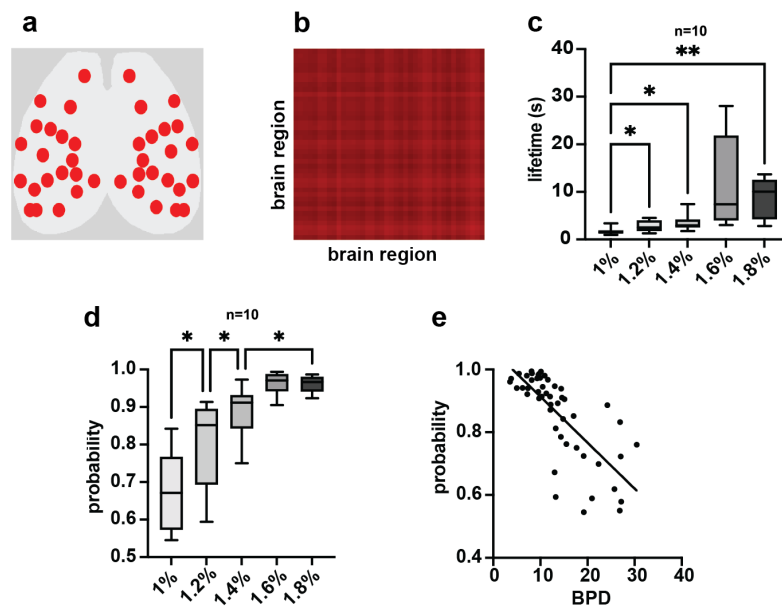 a
b
brain region
brain region
c
n=10
**
*
*
lifetime (s)
40
30
20
10
0
1%
1.2%
1.4%
1.6%
1.8%
d
n=10
*
*
*
probability
1.0
0.9
0.8
0.7
0.6
0.5
1%
1.2%
1.4%
1.6%
1.8%
e
probability
1.0
0.8
0.6
0.4
0
10
20
30
40
BPD